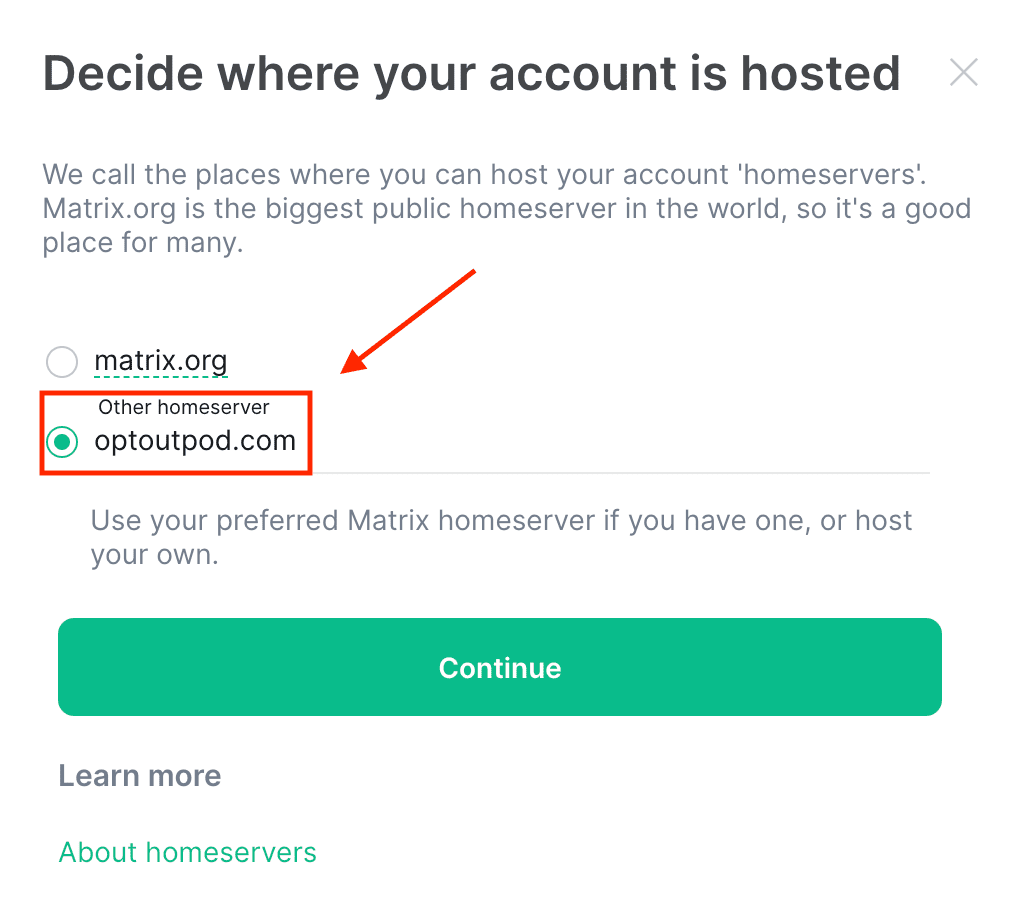 Decide where your account is hosted
We call the places where you can host your account 'homeservers'.
Matrix.org is the biggest public homeserver in the world, so it's a good
place for many.
matrix.org
Other homeserver
optoutpod.com
Use your preferred Matrix homeserver if you have one, or host
your own.
Continue
Learn more
About homeservers